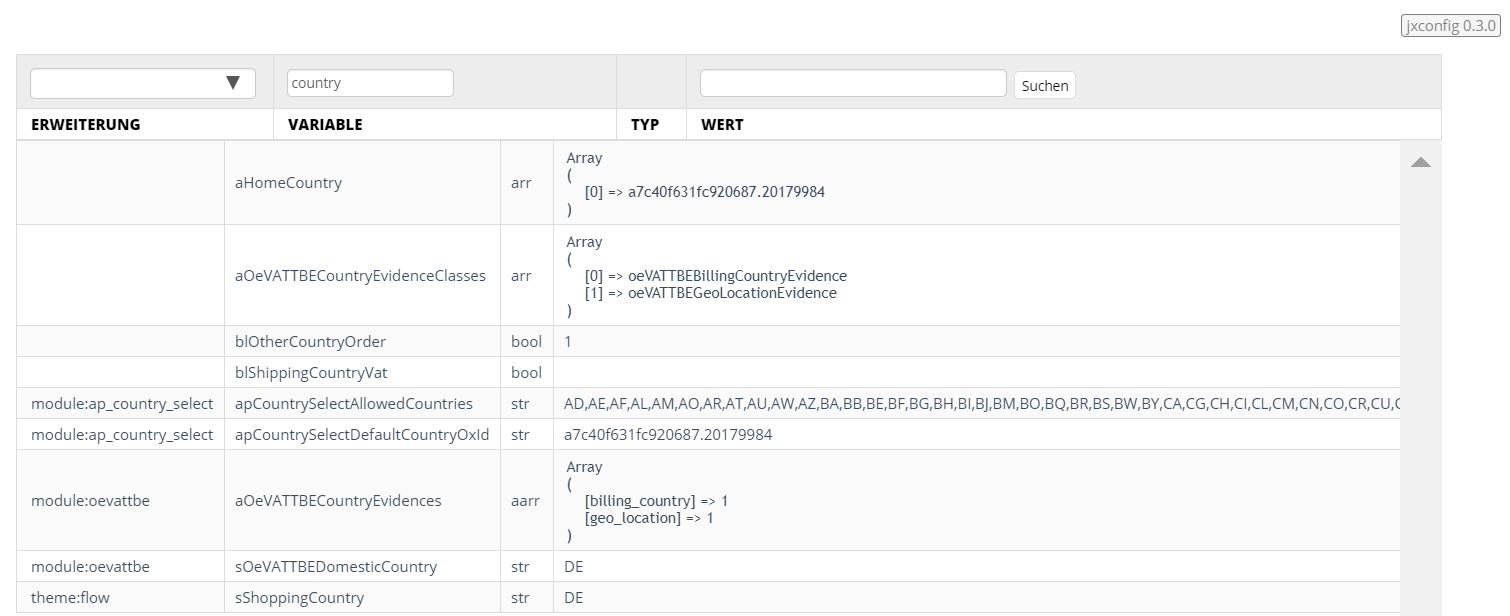 jxconfig 0.3.0
country Suchen
ERWEITERUNG VARIABLE TYP WERT
Array
(
aHomeCountry arr
[0] => a7c40f631fc920687.20179984
)
Array
(
aOeVATTBECountryEvidenceClasses arr [0] => oeVATTBEBillingCountryEvidence
[1] => oeVATTBEGeoLocationEvidence
)
blOtherCountryOrder bool 1
blShippingCountryVat bool
module:ap_country_select apCountrySelectAllowedCountries str AD,AE,AF,AL,AM,AO,AR,AT,AU,AW,AZ,BA,BB,BE,BF,BG,BH,BI,BJ,BM,BO,BQ,BR,BS,BW,BY,CA,CG,CH,CI,CL,CM,CN,CO,CR,CU,
module:ap_country_select apCountrySelectDefaultCountryOxId str a7c40f631fc920687.20179984
Array
(
module:oevattbe aOeVATTBECountryEvidences aarr [billing_country] => 1
[geo_location] => 1
)
module:oevattbe sOeVATTBEDomesticCountry str DE
theme:flow sShoppingCountry str DE